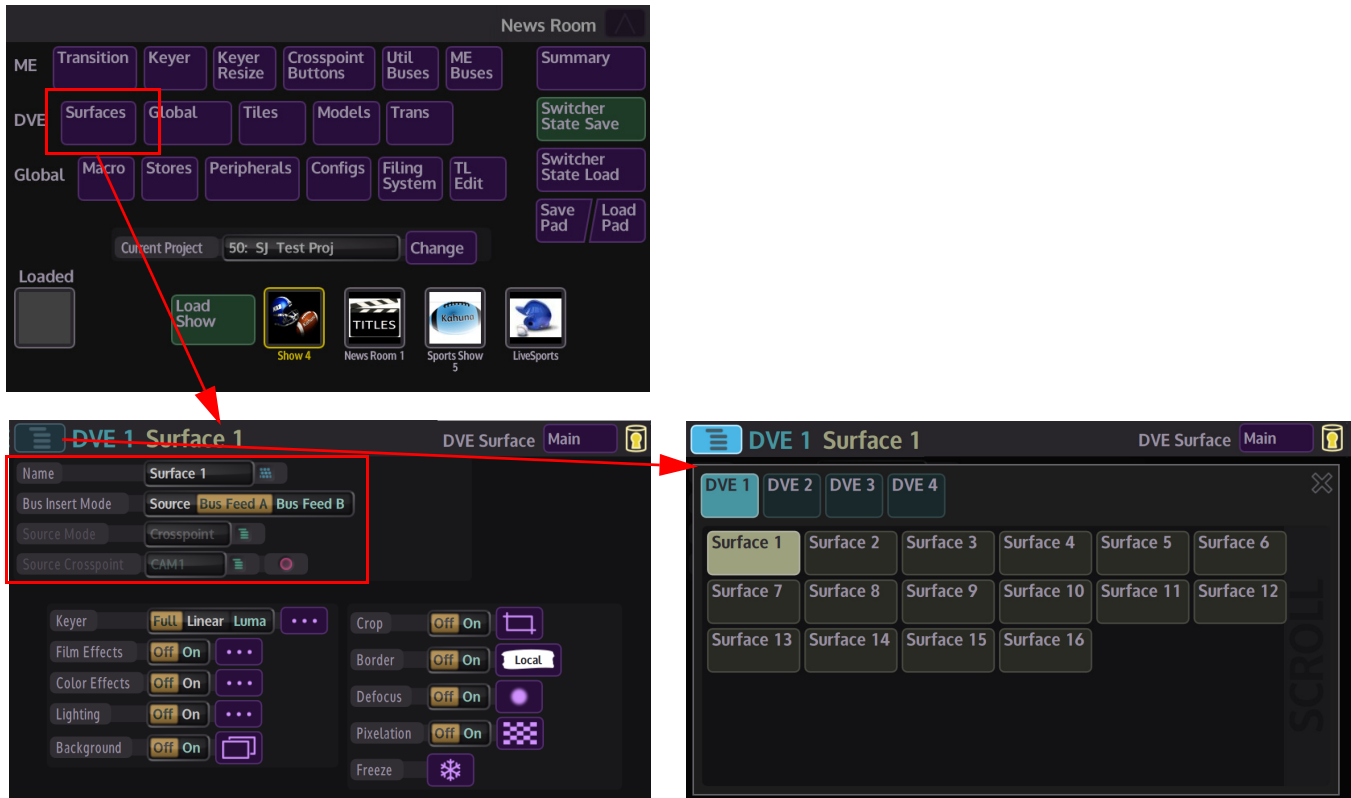 News Room
ME Transition Keyer Keyer Resize Crosspoint Buttons Util Buses ME Buses Summary
DVE Surfaces Global Tiles Models Trans Switcher State Save
Global Macro Stores Peripherals Configs Filing System TL Edit Switcher State Load
Save Pad Load Pad
Current Project 50: SJ Test Proj Change
Loaded
Load Show
TITLES
Kahuna
Show 4 News Room 1 Sports Show 5 LiveSports
DVE 1 Surface 1 DVE Surface Main
Name Surface 1
Bus Insert Mode Source Bus Feed A Bus Feed B
Source Mode Crosspoint
Source Crosspoint CAM1
Keyer Full Linear Luma
Film Effects Off On
Color Effects Off On
Lighting Off On
Background Off On
Crop Off On
Border Off On Local
Defocus Off On
Pixelation Off On
Freeze
DVE 1 Surface 1 DVE Surface Main
DVE 1 DVE 2 DVE 3 DVE 4
Surface 1 Surface 2 Surface 3 Surface 4 Surface 5 Surface 6
Surface 7 Surface 8 Surface 9 Surface 10 Surface 11 Surface 12
Surface 13 Surface 14 Surface 15 Surface 16
SCROLL